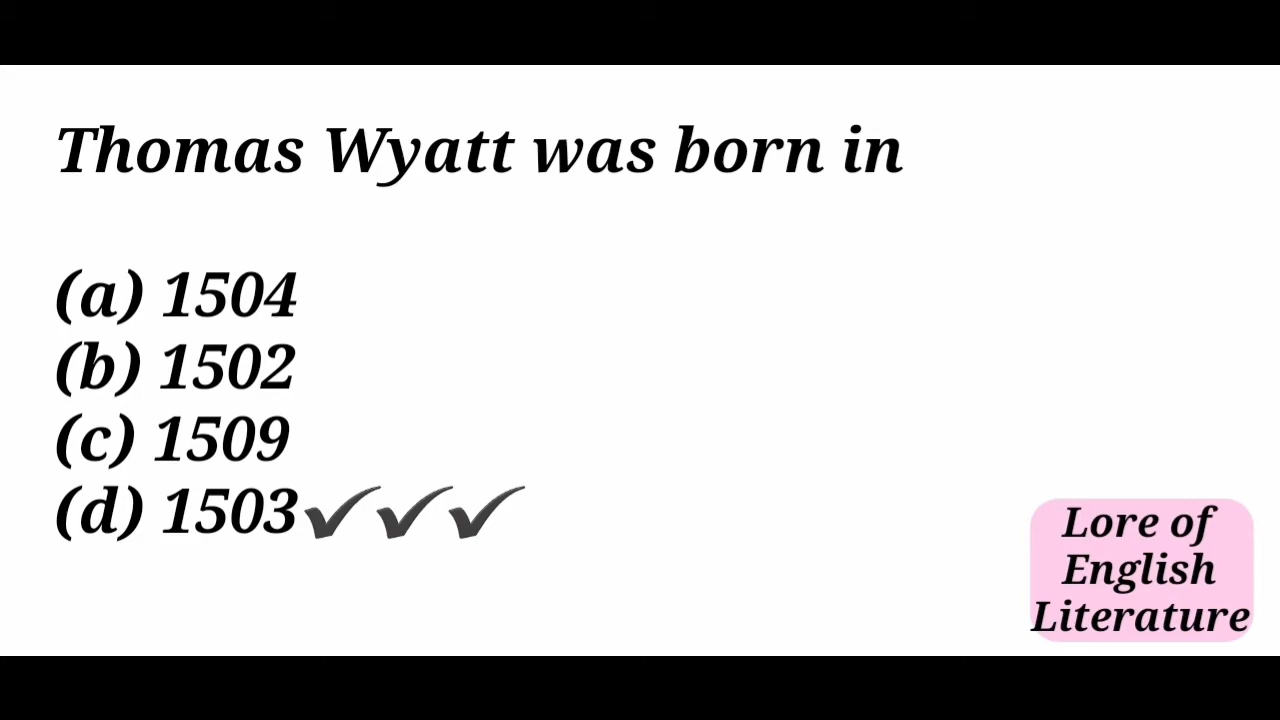 Thomas Wyatt was born in
(a) 1504
(b) 1502
(c) 1509
(d) 1503✔✔✔
Lore of
English
Literature